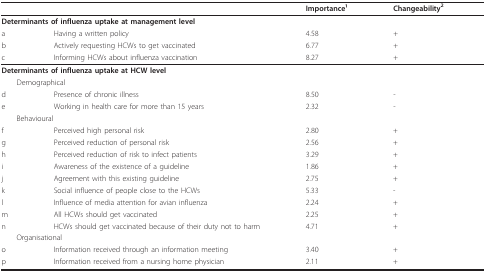 Importance1 Changeability2
Determinants of influenza uptake at management level
a Having a written policy 4.58 +
b Actively requesting HCWs to get vaccinated 6.77 +
c Informing HCWs about influenza vaccination 8.27 +
Determinants of influenza uptake at HCW level
Demographical
d Presence of chronic illness 8.50 -
e Working in health care for more than 15 years 2.32 -
Behavioural
f Perceived high personal risk 2.80 +
g Perceived reduction of personal risk 2.56 +
h Perceived reduction of risk to infect patients 3.29 +
i Awareness of the existence of a guideline 1.86 +
j Agreement with this existing guideline 2.75 +
k Social influence of people close to the HCWs 5.33 -
l Influence of media attention for avian influenza 2.24 +
m All HCWs should get vaccinated 2.25 +
n HCWs should get vaccinated because of their duty not to harm 4.71 +
Organisational
o Information received through an information meeting 3.40 +
p Information received from a nursing home physician 2.11 +